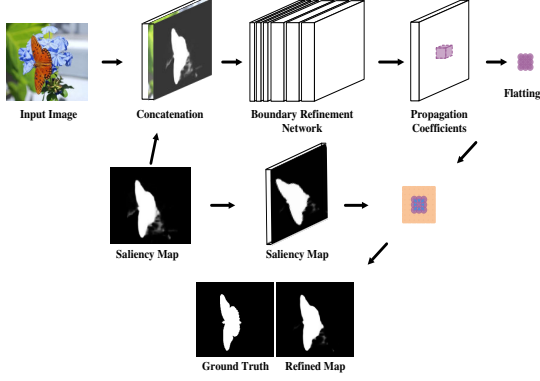 Input Image
Concatenation
Boundary Refinement
Network
Propagation
Coefficients
Flatting
Saliency Map
Saliency Map
Ground Truth
Refined Map